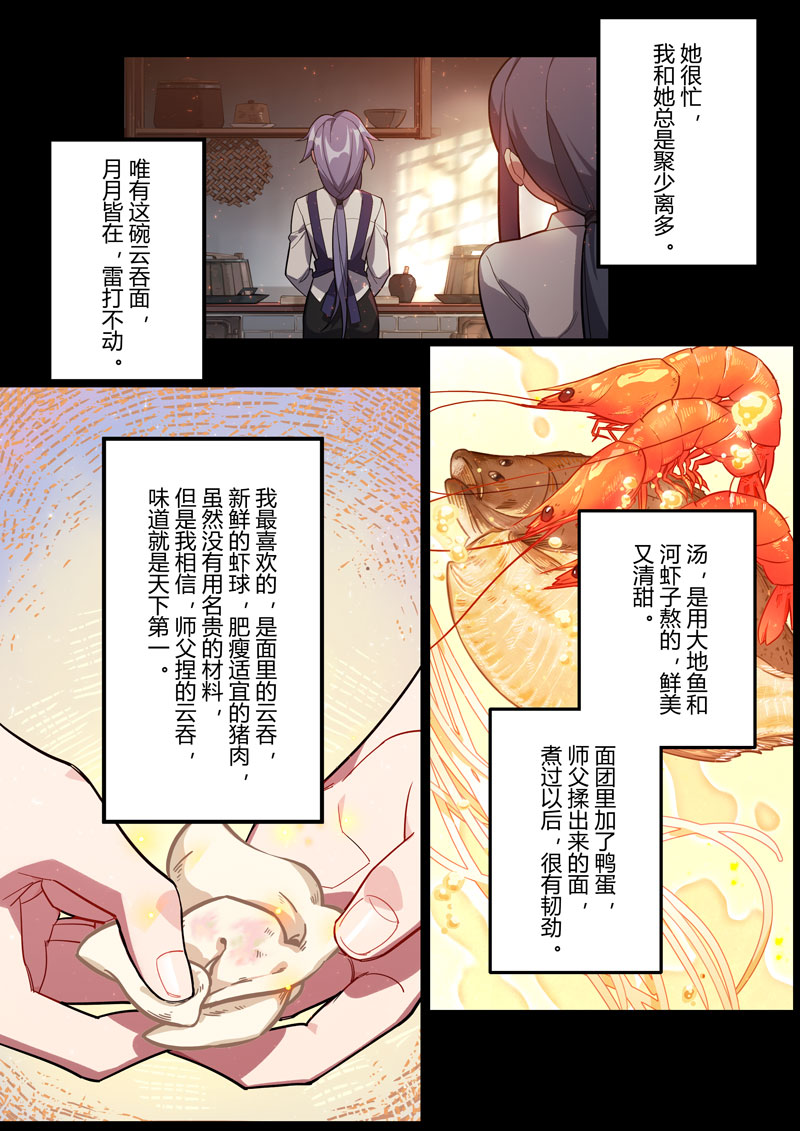 她很忙，
我和她总是聚少离多。
唯有这碗云吞面，
月月皆在，雷打不动。
汤，是用大地鱼和
河虾子熬的，鲜美
又清甜。
面团里加了鸭蛋，
师父揉出来的面，
煮过以后，很有韧劲。
我最喜欢的，是面里的云吞，
新鲜的虾球，肥瘦适宜的猪肉，
虽然没有用名贵的材料，
但是我相信，师父捏的云吞，
味道就是天下第一。